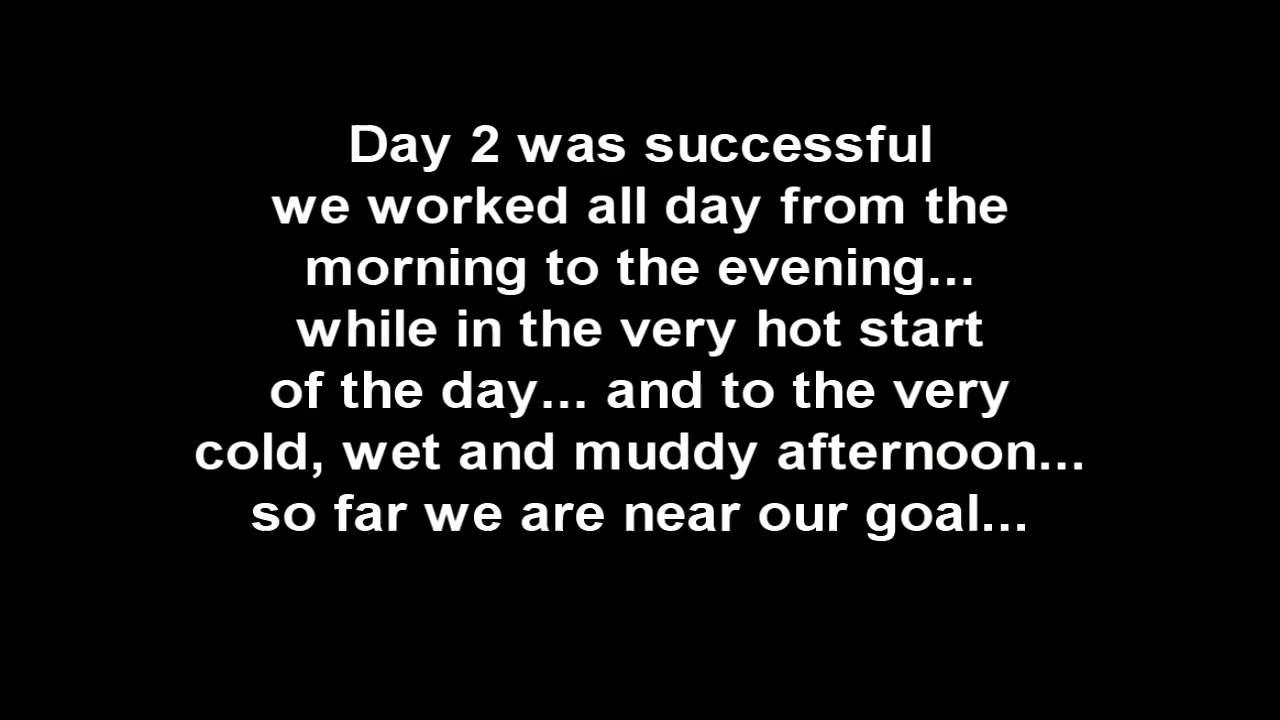 Day 2 was successful
we worked all day from the
morning to the evening...
while in the very hot start
of the day... and to the very
cold, wet and muddy afternoon...
so far we are near our goal...